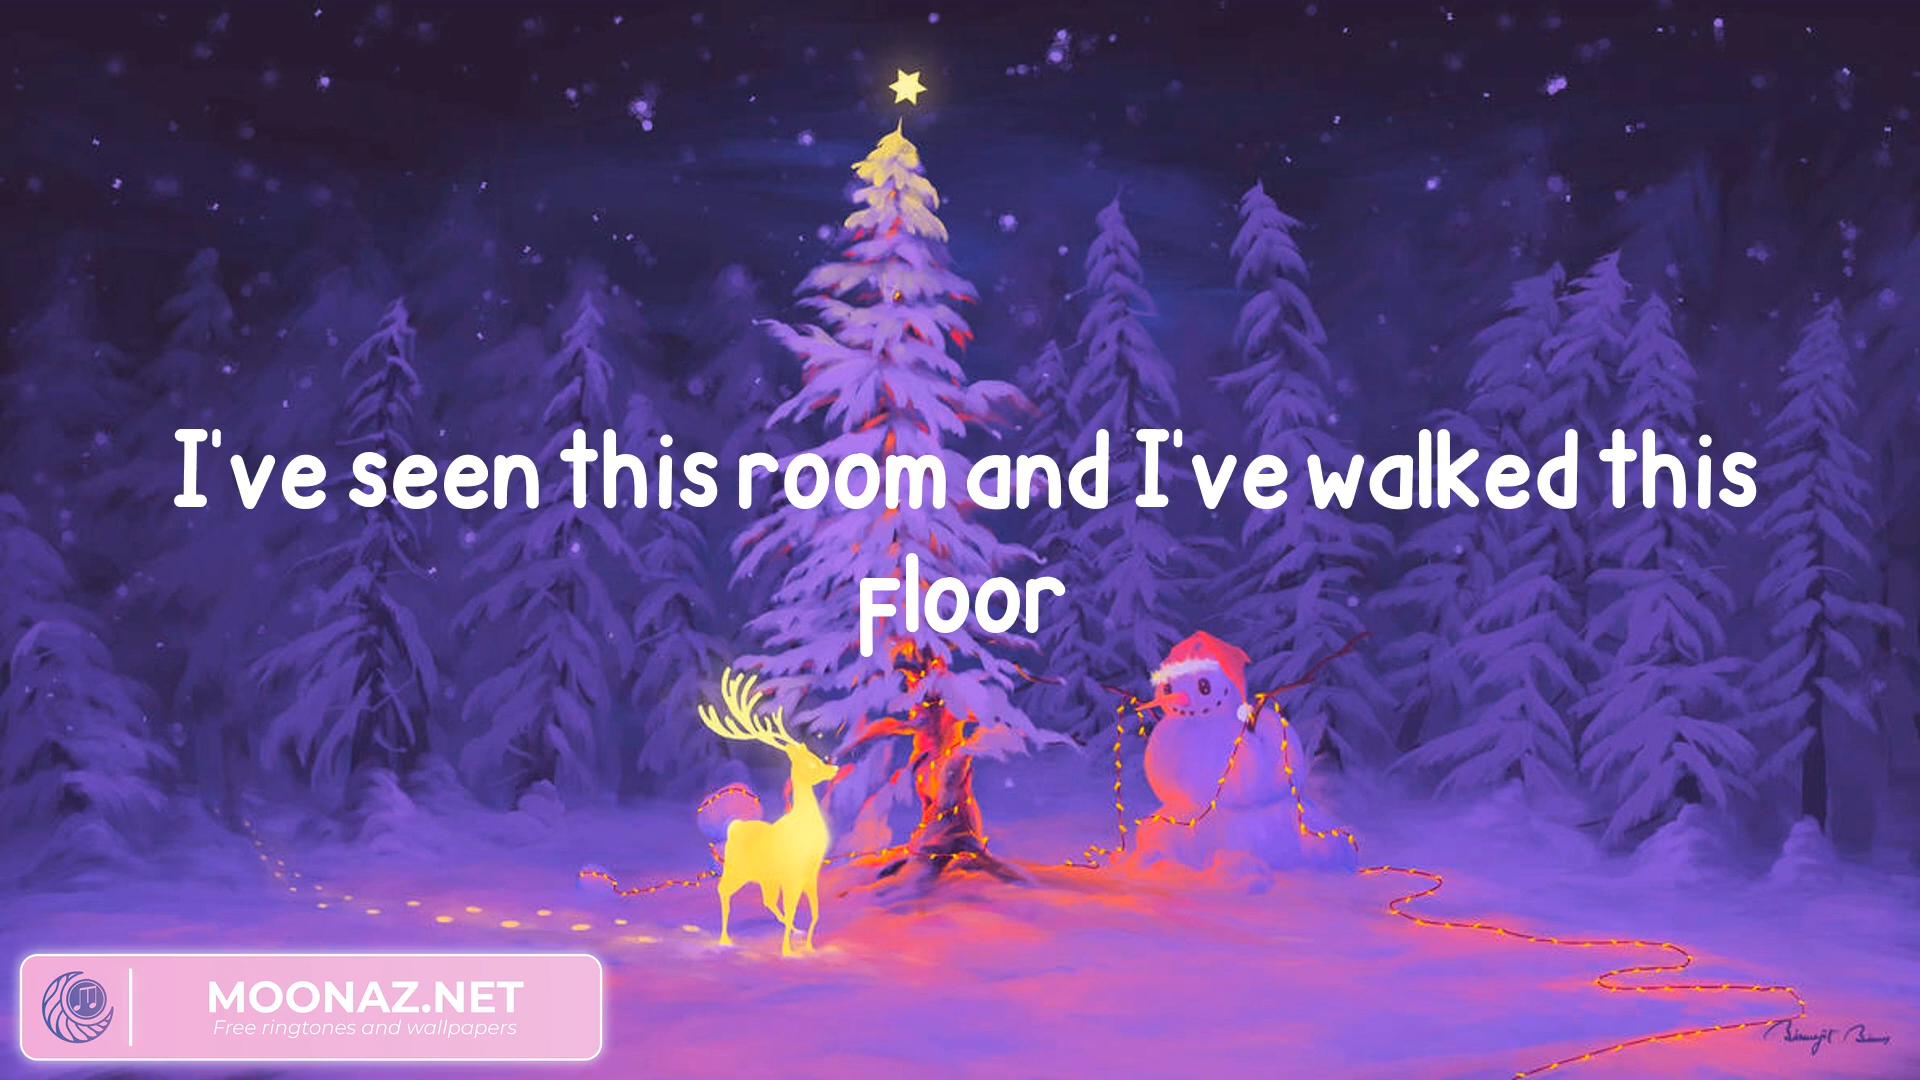 I've seen this room and I've walked this
Floor
MOONAZ.NET
Free ringtones and wallpapers